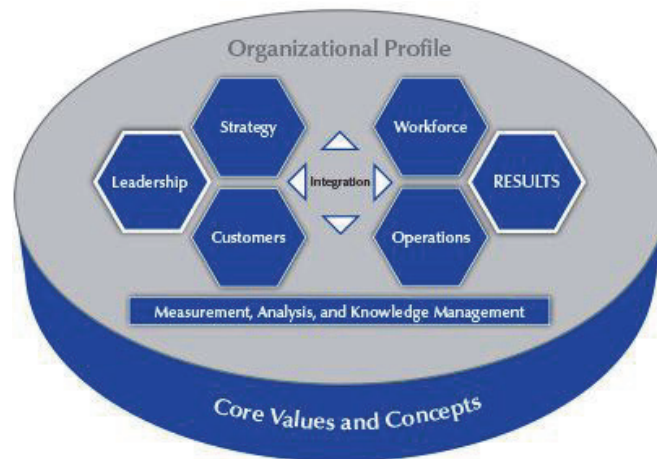 Organizational Profile
Strategy
Workforce
Leadership
Integration
RESULTS
Customers
Operations
Measurement, Analysis, and Knowledge Management
Core Values and Concepts